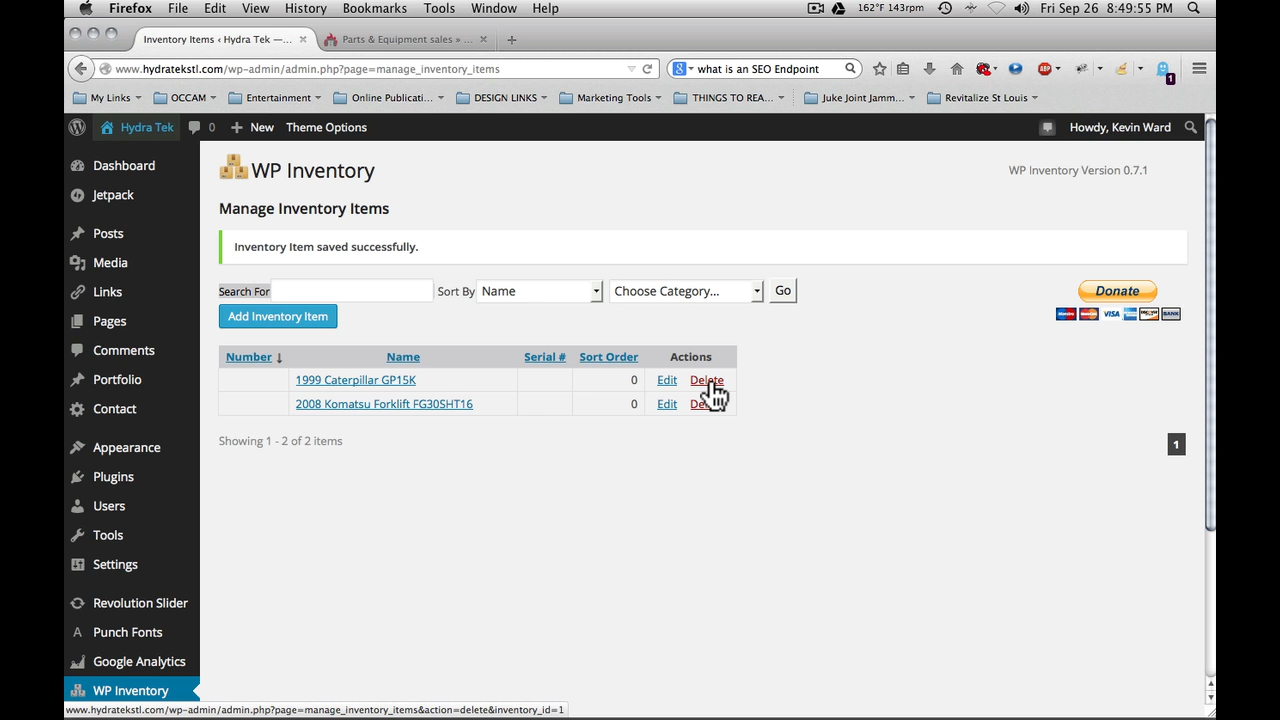 Firefox File Edit View History Bookmarks Tools Window Help 162°F 143rpm Fri Sep 26 8:49:55 PM
Inventory Items ‹ Hydra Tek —... Parts & Equipment sales » ...
www.hydratekstl.com/wp-admin/admin.php?page=manage_inventory_items what is an SEO Endpoint ABP 1
My Links OCCAM Entertainment Online Publicati... DESIGN LINKS Marketing Tools THINGS TO REA... Juke Joint Jamm... Revitalize St Louis
Hydra Tek 0 + New Theme Options Howdy, Kevin Ward
Dashboard
Jetpack
Posts
Media
Links
Pages
Comments
Portfolio
Contact
Appearance
Plugins
Users
Tools
Settings
Revolution Slider
Punch Fonts
Google Analytics
WP Inventory
WP Inventory
WP Inventory Version 0.7.1
Manage Inventory Items
Inventory Item saved successfully.
Search For Sort By Name Choose Category... Go
Donate
VISA BANK
Add Inventory Item
Number ↓ Name Serial # Sort Order Actions
1999 Caterpillar GP15K 0 Edit Delete
2008 Komatsu Forklift FG30SHT16 0 Edit
Showing 1 - 2 of 2 items
1
www.hydratekstl.com/wp-admin/admin.php?page=manage_inventory_items&action=delete&inventory_id=1